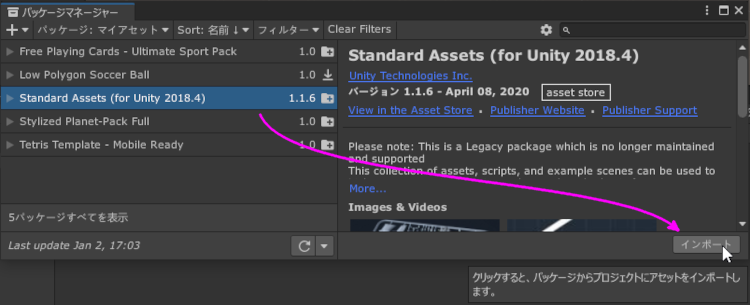 パッケージマネージャー
パッケージ: マイアセット Sort: 名前 ↓ フィルター Clear Filters
Free Playing Cards - Ultimate Sport Pack 1.0
Low Polygon Soccer Ball 1.0
Standard Assets (for Unity 2018.4) 1.1.6
Stylized Planet-Pack Full 1.0
Tetris Template - Mobile Ready 1.0
5パッケージすべてを表示
Last update Jan 2, 17:03
Standard Assets (for Unity 2018.4)
Unity Technologies Inc.
バージョン 1.1.6 - April 08, 2020 asset store
View in the Asset Store • Publisher Website • Publisher Support
Please note: This is a Legacy package which is no longer maintained
and supported
This collection of assets, scripts, and example scenes can be used to
More...
Images & Videos
インポート
クリックすると、パッケージからプロジェクトにアセットをインポートし
ます。